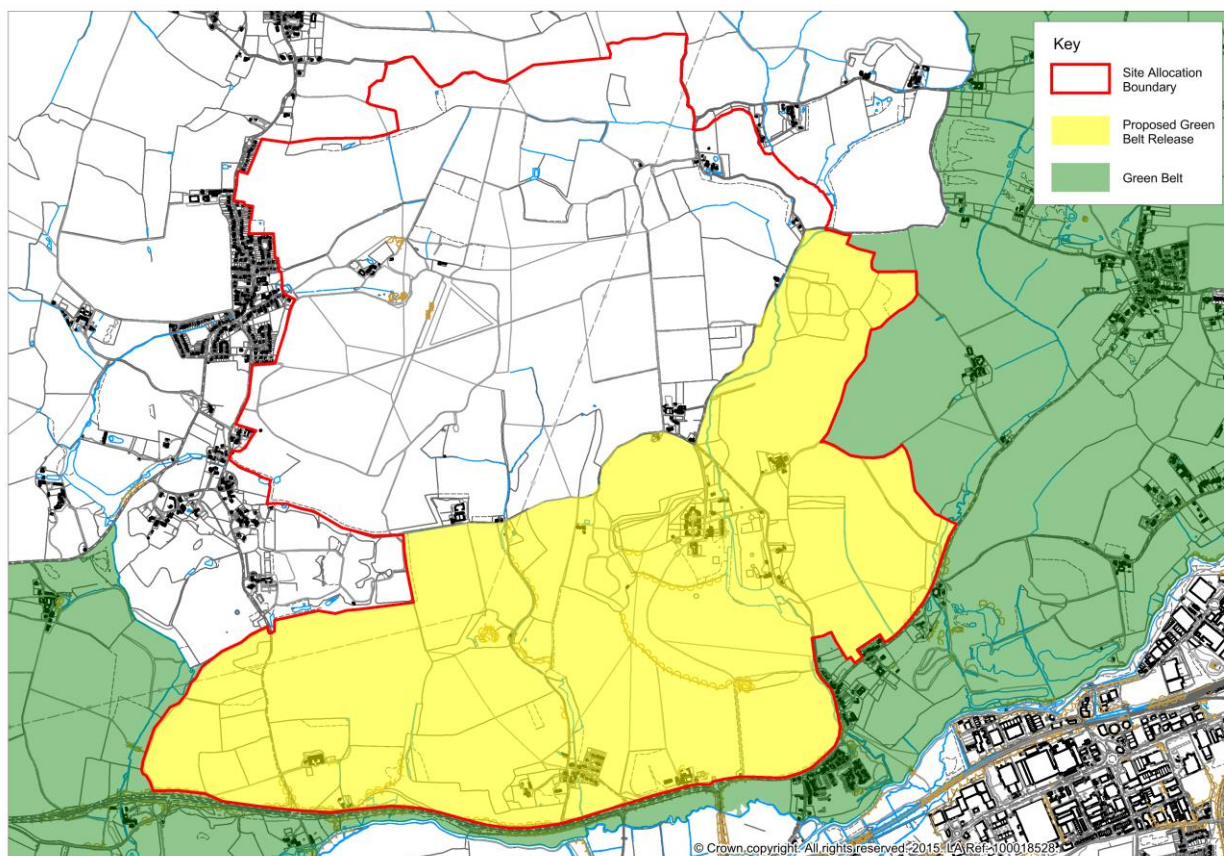 Key
Site Allocation
Boundary
Proposed Green
Belt Release
Green Belt
© Crown copyright. All rights reserved, 2015, LA Ref: 100018528